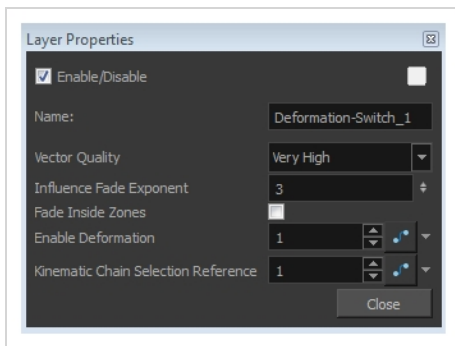 Layer Properties
Enable/Disable
Name: Deformation-Switch_1
Vector Quality Very High
Influence Fade Exponent 3
Fade Inside Zones
Enable Deformation 1
Kinematic Chain Selection Reference 1
Close